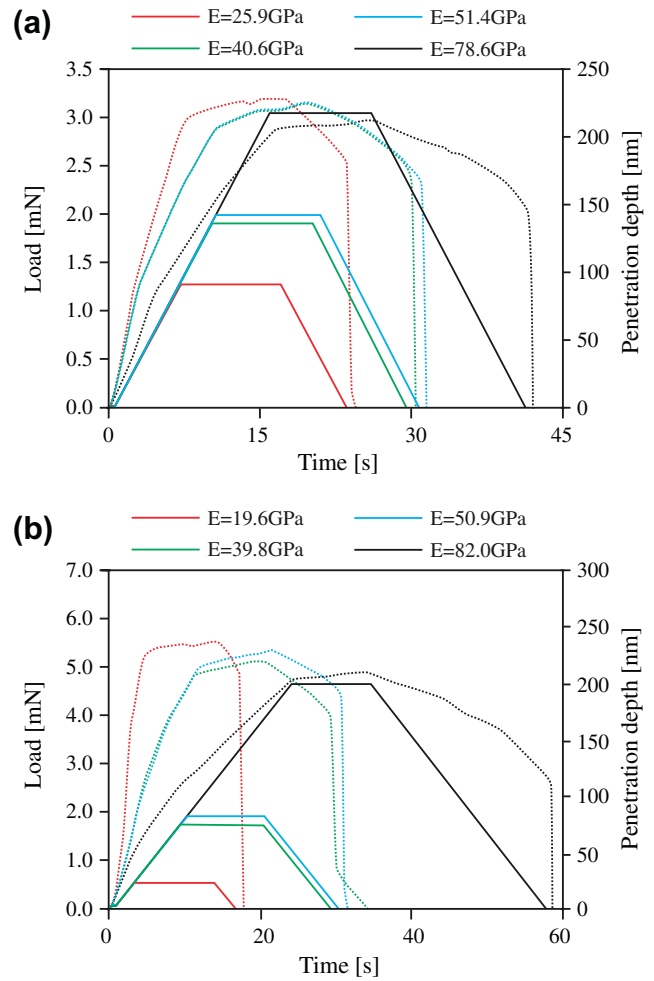 (a)
E=25.9GPa E=51.4GPa
E=40.6GPa E=78.6GPa
3.5 250
3.0
200
2.5
2.0 150
1.5
100
1.0
50
0.5
0.0 0
0 15 30 45
Load [mN]
Penetration depth [nm]
Time [s]
(b)
E=19.6GPa E=50.9GPa
E=39.8GPa E=82.0GPa
7.0 300
6.0 250
5.0
200
4.0
150
3.0
100
2.0
1.0 50
0.0 0
0 20 40 60
Load [mN]
Penetration depth [nm]
Time [s]